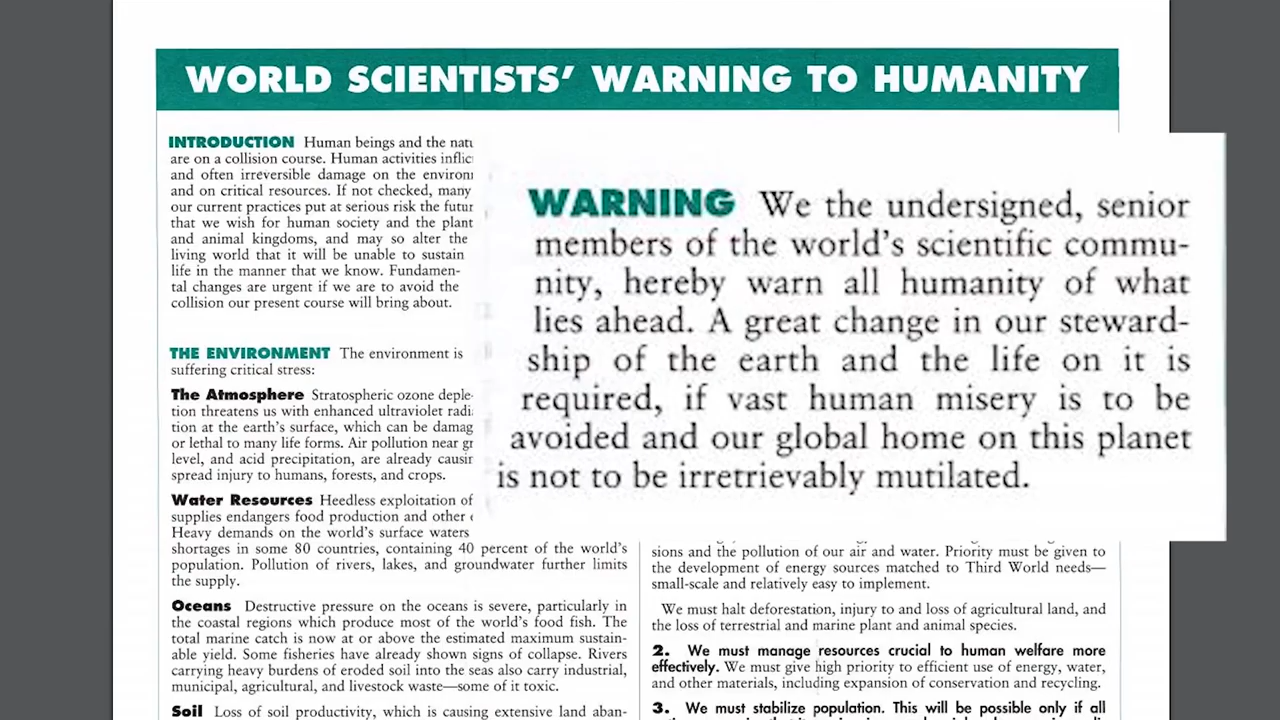 WORLD SCIENTISTS' WARNING TO HUMANITY
INTRODUCTION Human beings and the
are on a collision course. Human activities
and often irreversible damage on the
and on critical resources. If not checked, many
our current practices put at serious risk the
that we wish for human society and the plant
and animal kingdoms, and may so alter the
living world that it will be unable to sustain
life in the manner that we know. Fundamen-
tal changes are urgent if we are to avoid the
collision our present course will bring about.
THE ENVIRONMENT The environment is
suffering critical stress:
The Atmosphere Stratospheric ozone deple-
tion threatens us with enhanced ultraviolet
tion at the earth's surface, which can be
or lethal to many life forms. Air pollution near
level, and acid precipitation, are already
spread injury to humans, forests, and crops.
Water Resources Heedless exploitation of
supplies endangers food production and other
Heavy demands on the world's surface waters
shortages in some 80 countries, containing 40 percent of the world's
population. Pollution of rivers, lakes, and groundwater further limits
the supply.
Oceans Destructive pressure on the oceans is severe, particularly in
the coastal regions which produce most of the world's food fish. The
total marine catch is now at or above the estimated maximum sustain-
able yield. Some fisheries have already shown signs of collapse. Rivers
carrying heavy burdens of eroded soil into the seas also carry industrial,
municipal, agricultural, and livestock waste—some of it toxic.
Soil Loss of soil productivity, which is causing extensive land aban-
WARNING We the undersigned, senior
members of the world's scientific commu-
nity, hereby warn all humanity of what
lies ahead. A great change in our steward-
ship of the earth and the life on it is
required, if vast human misery is to be
avoided and our global home on this planet
is not to be irretrievably mutilated.
sions and the pollution of our air and water. Priority must be given to
the development of energy sources matched to Third World needs—
small-scale and relatively easy to implement.
We must halt deforestation, injury to and loss of agricultural land, and
the loss of terrestrial and marine plant and animal species.
2. We must manage resources crucial to human welfare more
effectively. We must give high priority to efficient use of energy, water,
and other materials, including expansion of conservation and recycling.
3. We must stabilize population. This will be possible only if all